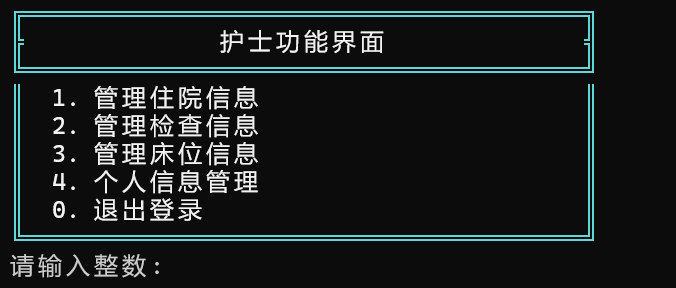 护士功能界面
1. 管理住院信息
2. 管理检查信息
3. 管理床位信息
4. 个人信息管理
0. 退出登录
请输入整数: